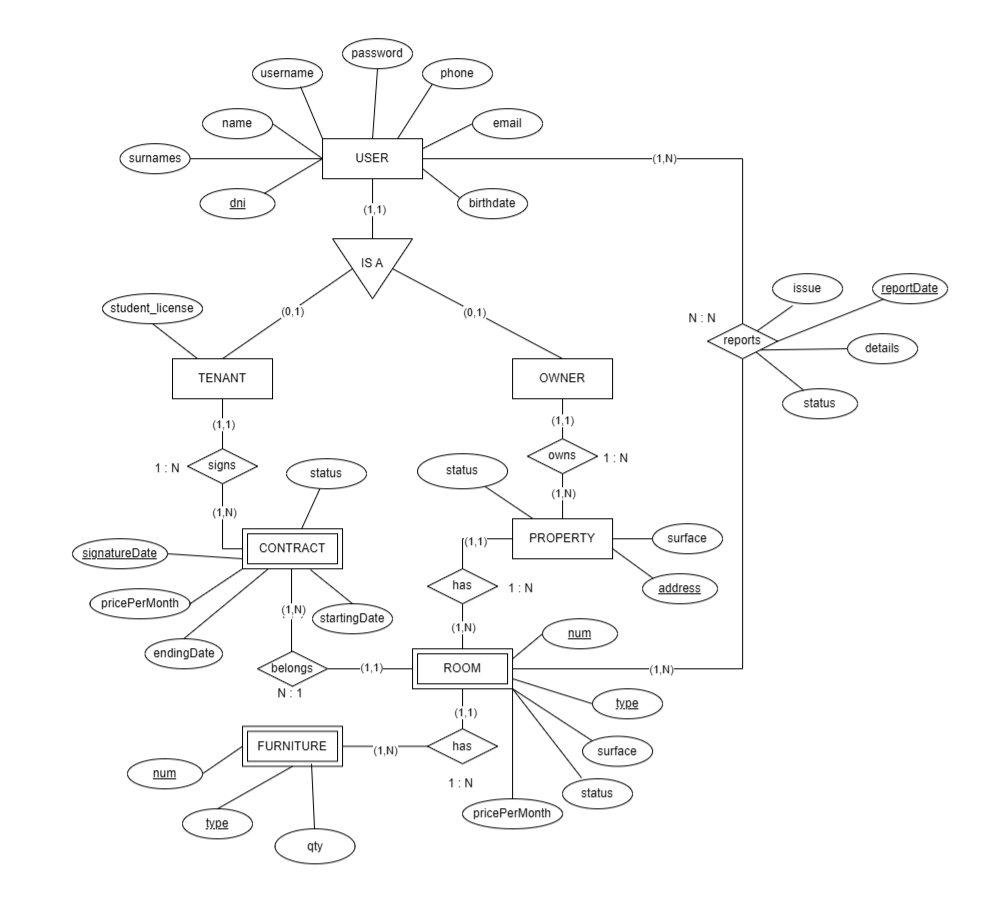 password
username
phone
name
email
USER
surnames
(1,N)
dni
birthdate
(1,1)
IS A
issue
reportDate
student_license
(0,1)
(0,1)
N : N
reports
details
TENANT
OWNER
status
(1,1)
(1,1)
owns
1 : N
1 : N
signs
status
status
(1,N)
(1,N)
PROPERTY
surface
CONTRACT
(1,1)
signatureDate
has
1 : N
address
pricePerMonth
(1,N)
startingDate
(1,N)
num
endingDate
belongs
(1,1)
ROOM
(1,N)
N : 1
type
(1,1)
FURNITURE
(1,N)
has
surface
num
1 : N
status
pricePerMonth
type
qty